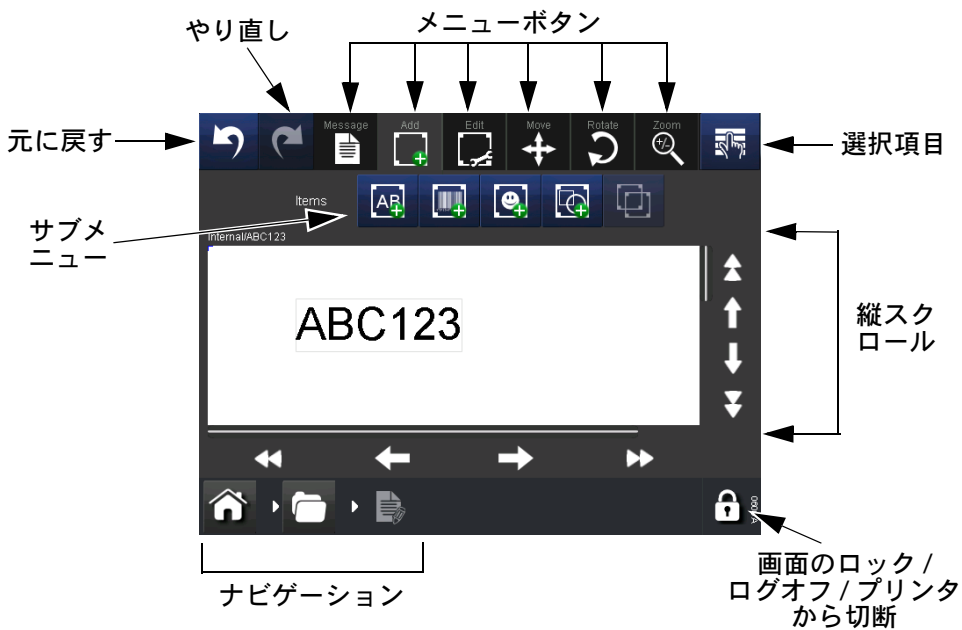 やり直し
メニューボタン
元に戻す
Message
Add
Edit
Move
Rotate
Zoom
選択項目
Items
AB
サブメ
ニュー
Internal/ABC123
ABC123
縦スク
ロール
ナビゲーション
画面のロック /
ログオフ / プリンタ
から切断